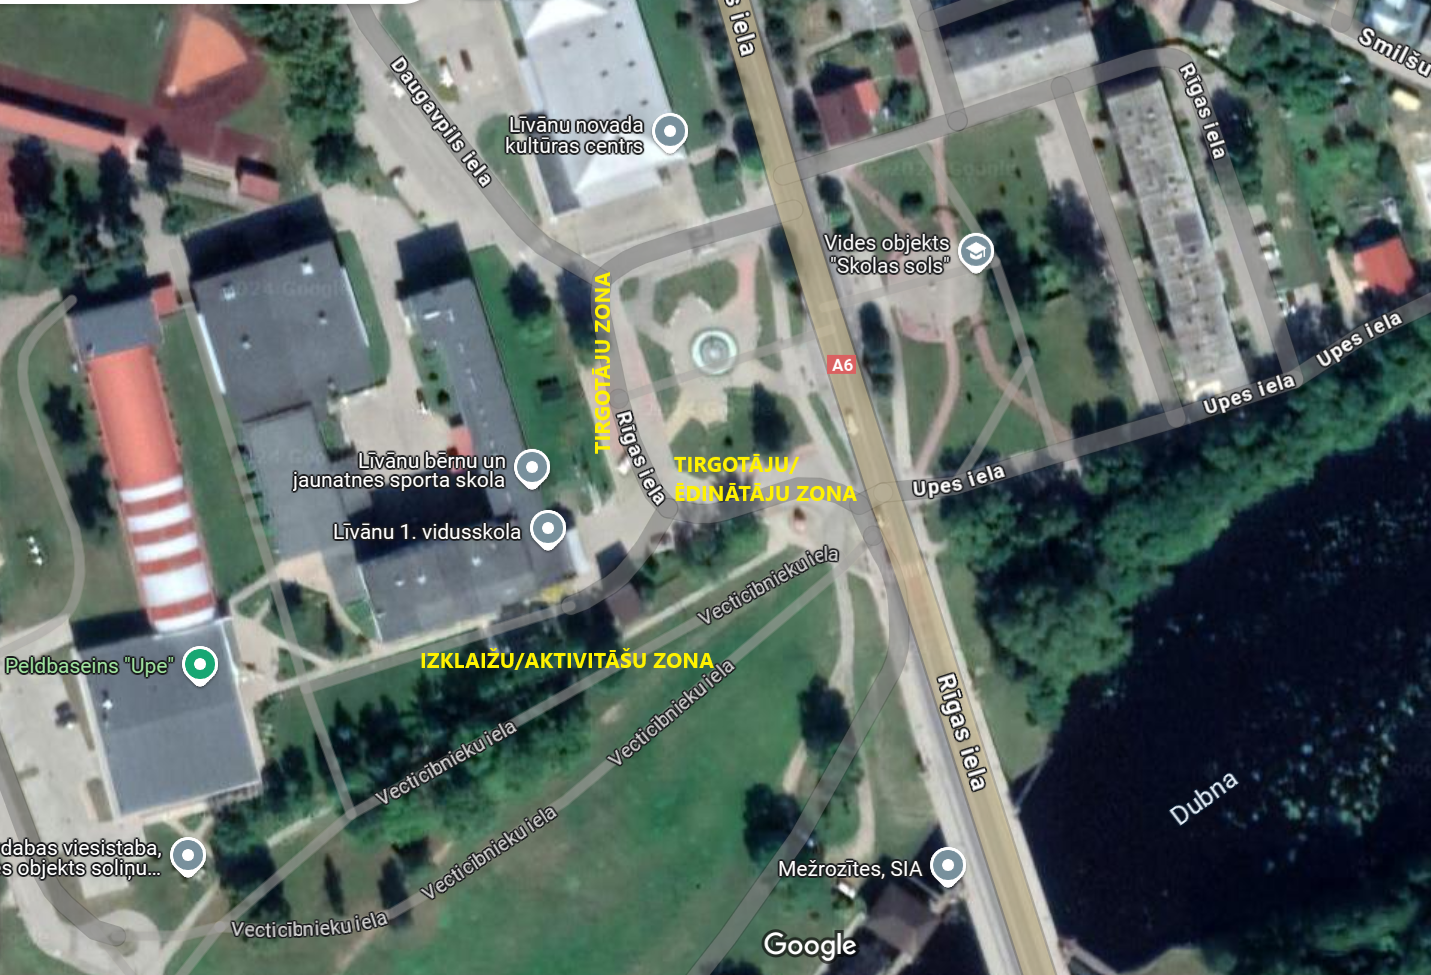 s iela
Smilšu
Daugavpils iela
Rīgas iela
Līvānu novada
kultūras centrs
Vides objekts
"Skolas sols"
TIRGOTĀJU ZONA
A6
Upes iela
Upes iela
Rīgas iela
Līvānu bērnu un
jaunatnes sporta skola
TIRGOTĀJU/
ĒDINĀTĀJU ZONA
Upes iela
Līvānu 1. vidusskola
Vecticībnieku iela
Peldbaseins "Upe"
IZKLAIŽU/AKTIVITĀŠU ZONA
Vecticībnieku iela
Rīgas iela
Vecticībnieku iela
Dubna
dabas viesistaba,
es objekts soliņu...
Vecticībnieku iela
Mežrozītes, SIA
Vecticībnieku iela
Google